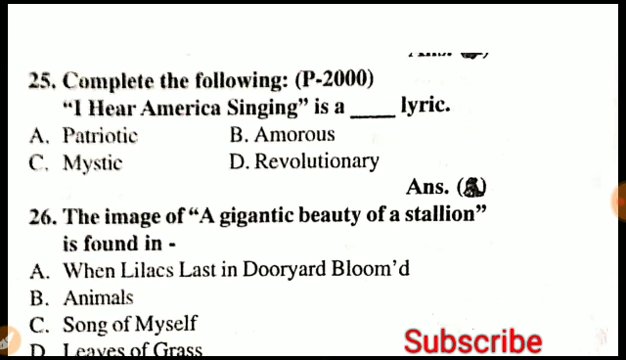 25. Complete the following: (P-2000)
"I Hear America Singing" is a ____ lyric.
A. Patriotic B. Amorous
C. Mystic D. Revolutionary
Ans. (A)
26. The image of "A gigantic beauty of a stallion"
is found in -
A. When Lilacs Last in Dooryard Bloom'd
B. Animals
C. Song of Myself
D. Leaves of Grass
Subscribe